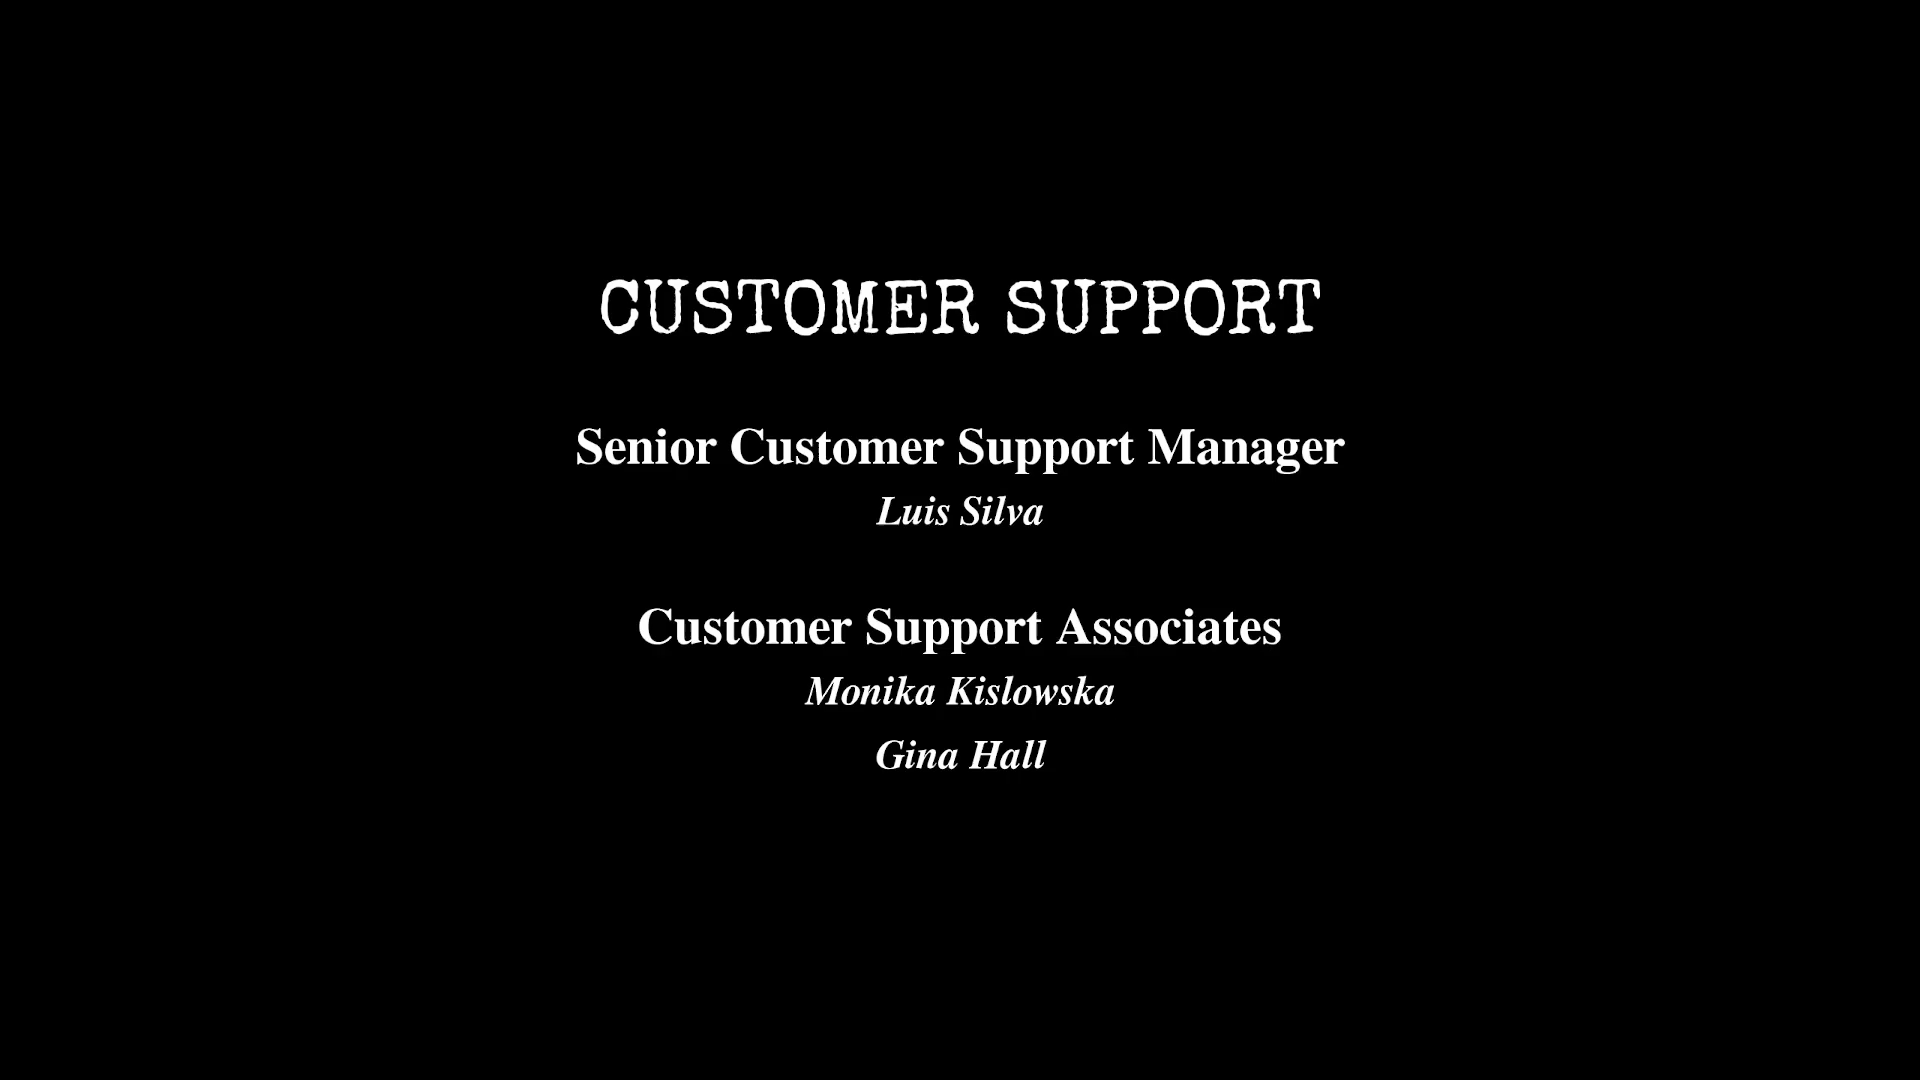 CUSTOMER SUPPORT
Senior Customer Support Manager
Luis Silva
Customer Support Associates
Monika Kislowska
Gina Hall